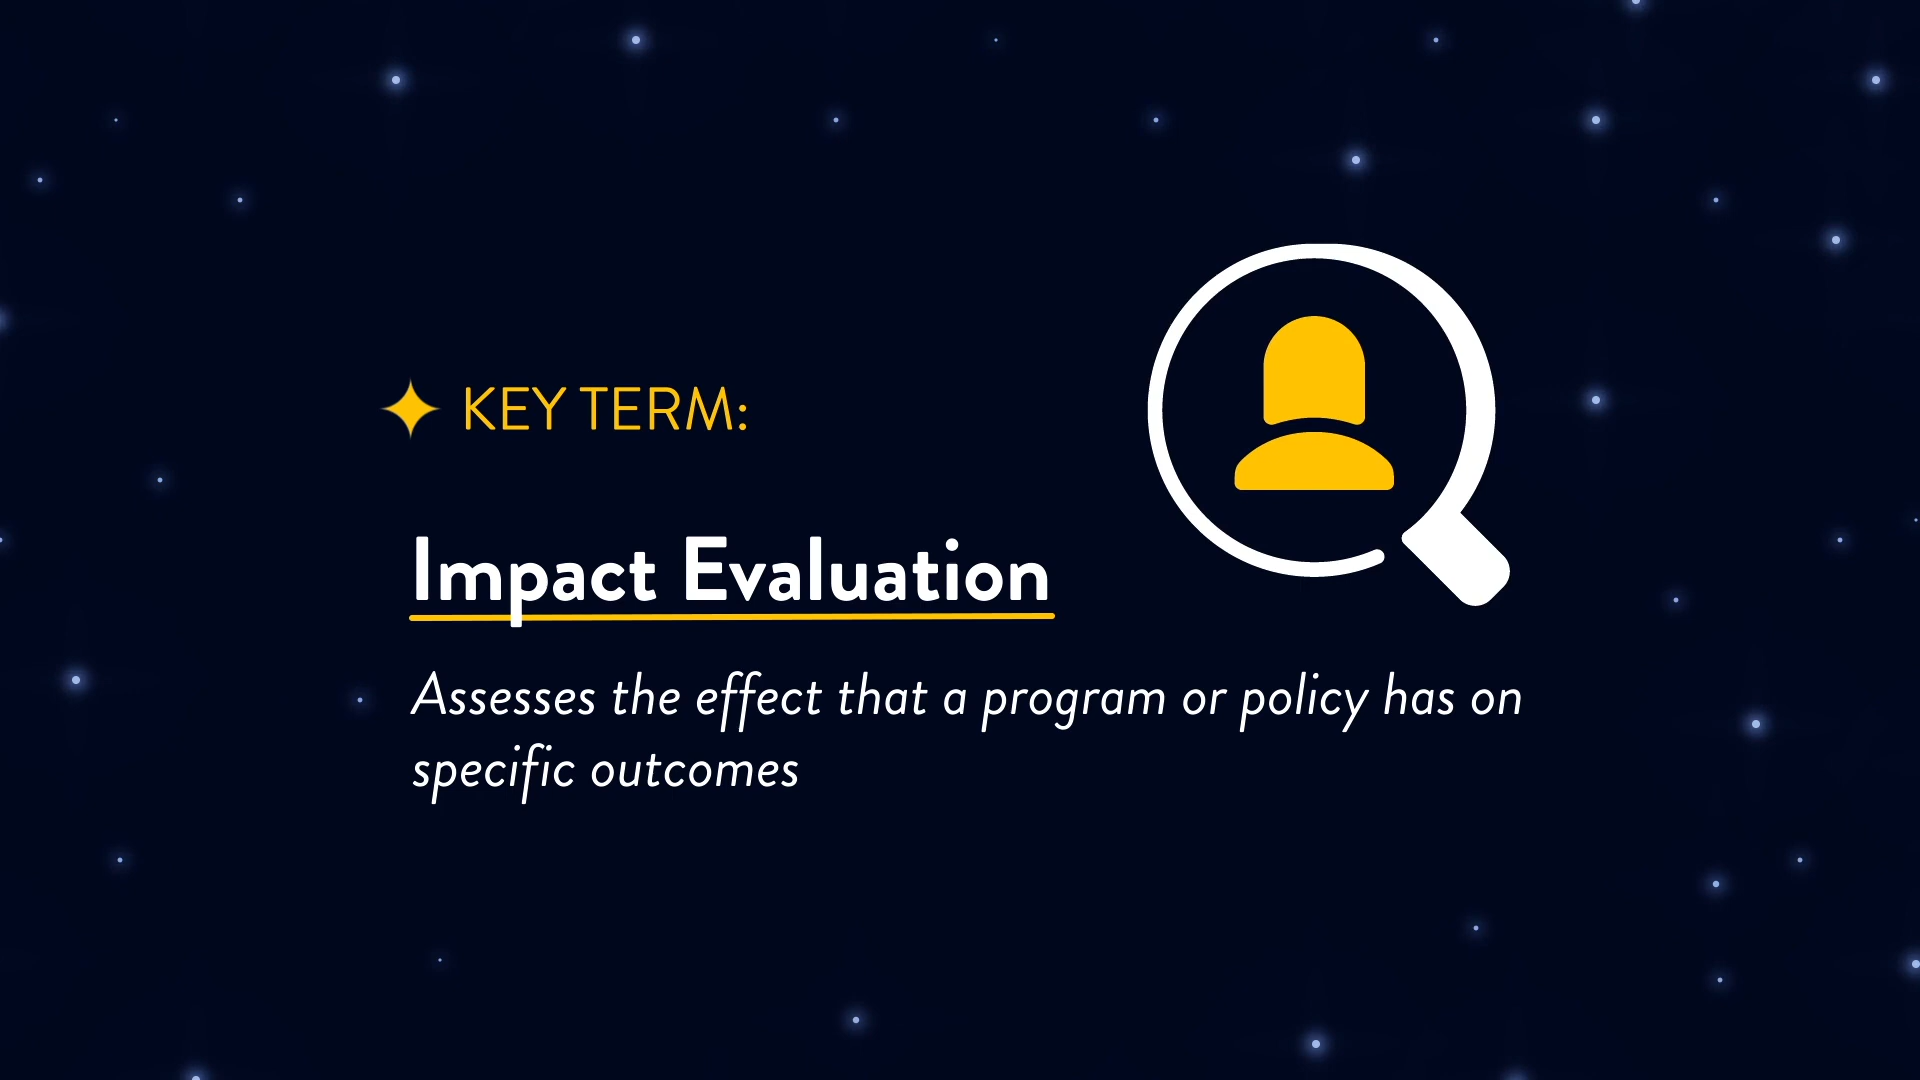 KEY TERM:
Impact Evaluation
Assesses the effect that a program or policy has on
specific outcomes